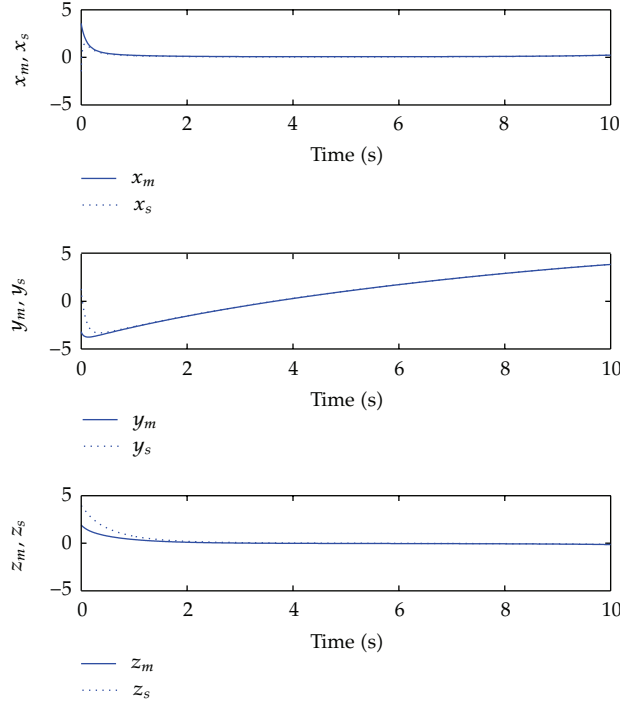 5
0
−5
x_m, x_s
0 2 4 6 8 10
Time (s)
x_m
x_s
5
0
−5
y_m, y_s
0 2 4 6 8 10
Time (s)
y_m
y_s
5
0
−5
z_m, z_s
0 2 4 6 8 10
Time (s)
z_m
z_s